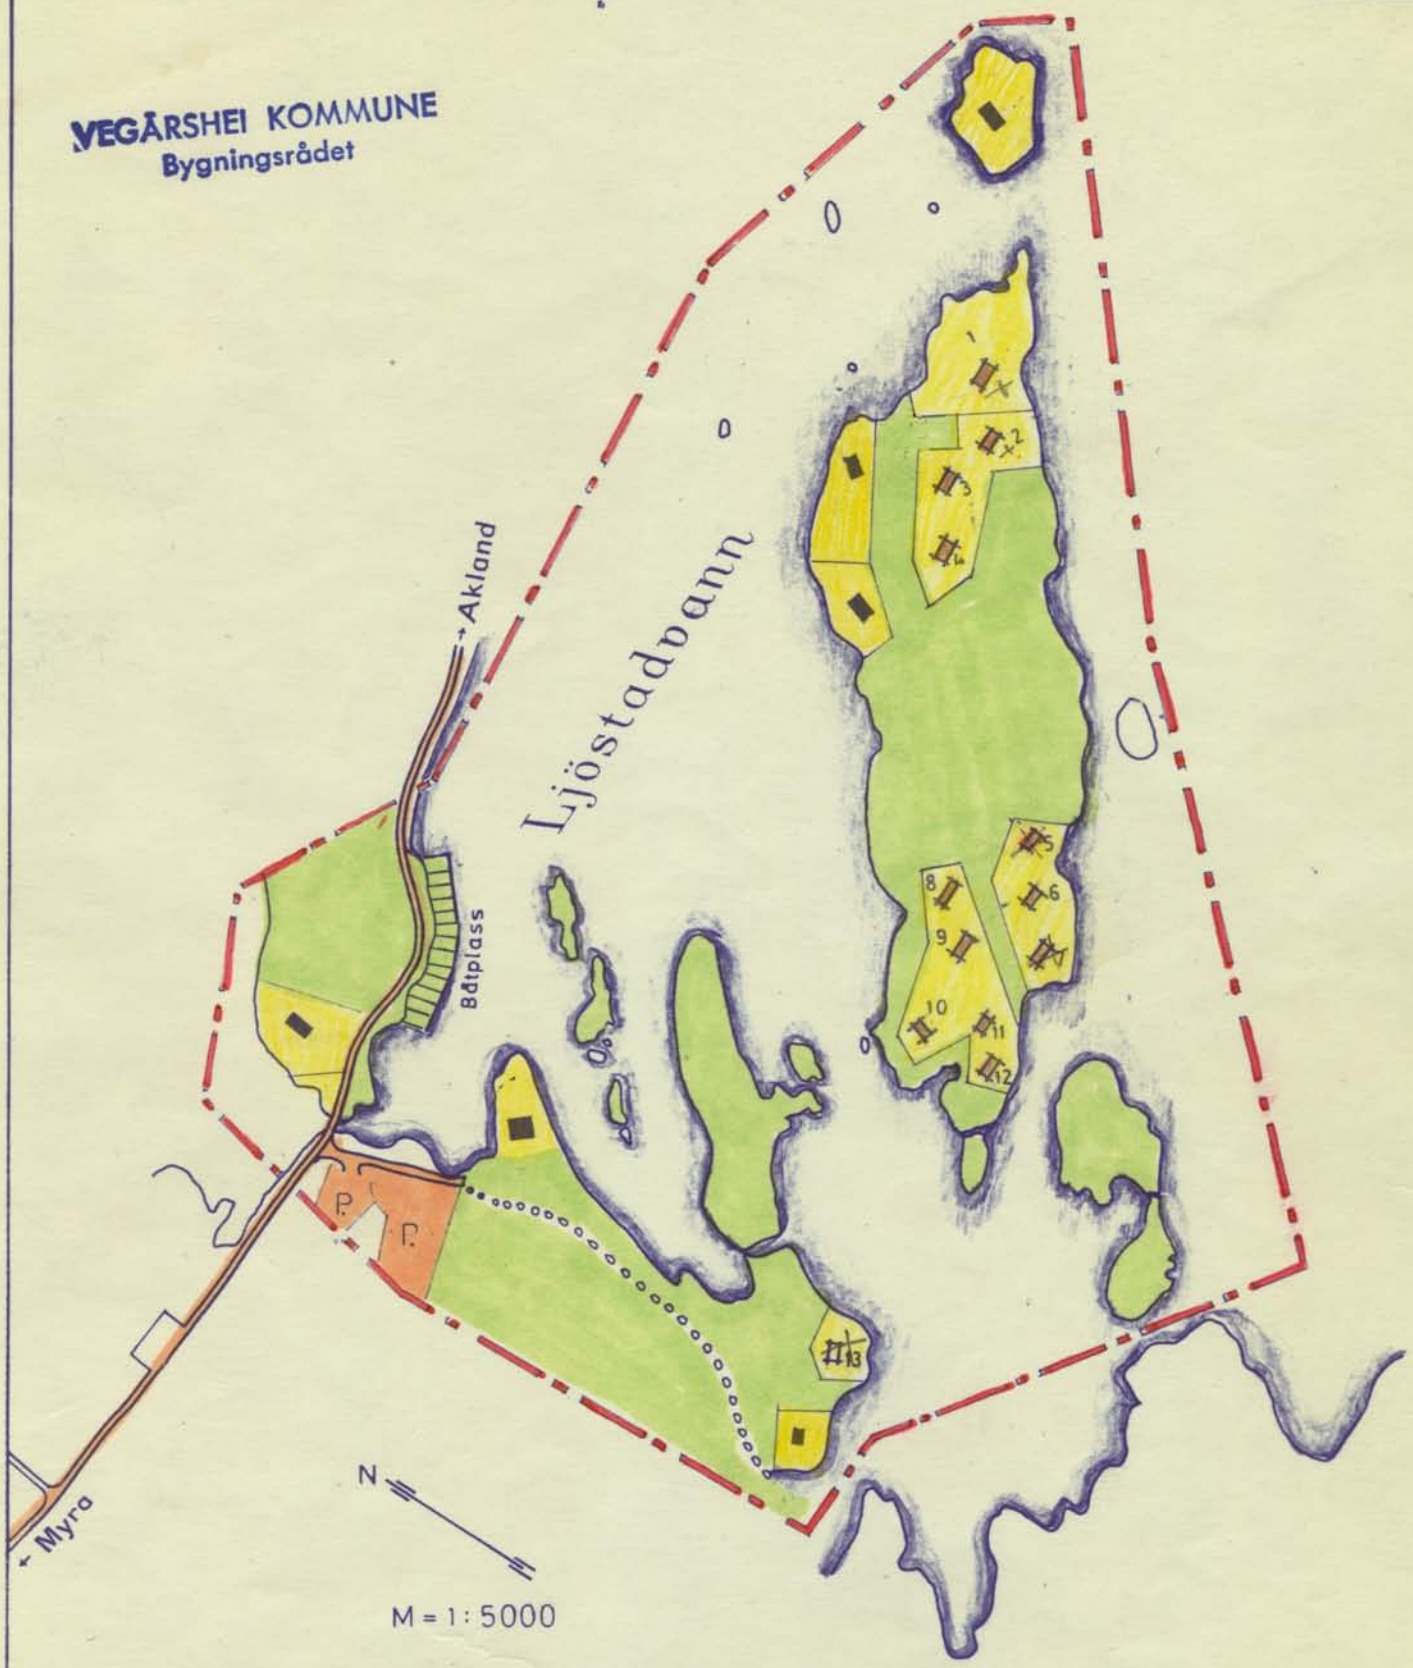 VEGÅRSHEI KOMMUNE
Bygningsrådet
1
2
3
4
→ Akland
Ljöstadvann
5
6
8
9
Båtplass
10
11
12
P.
P.
13
N
← Myra
M = 1:5000